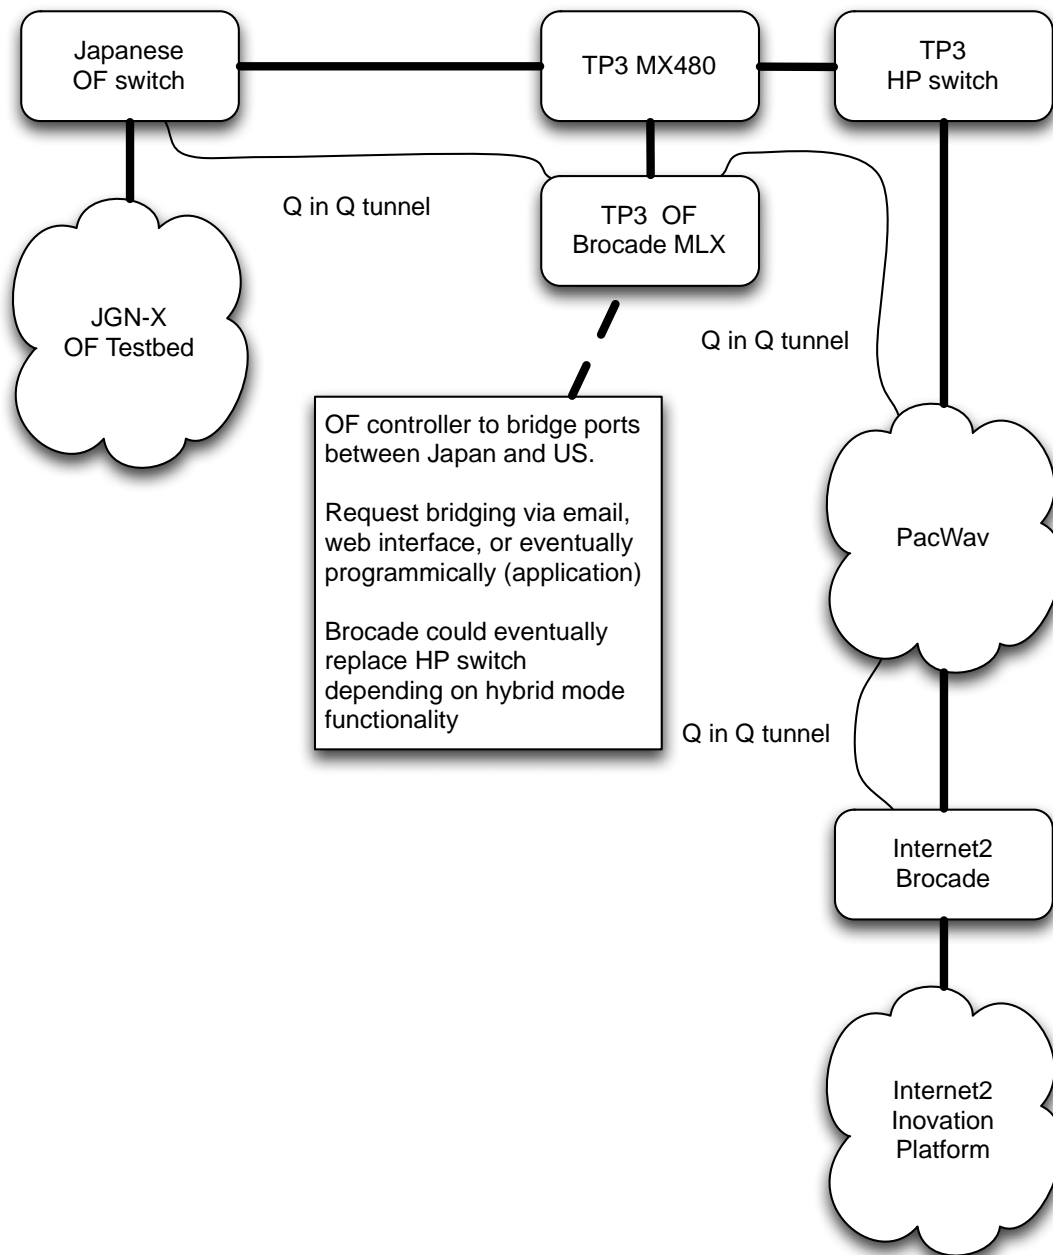 Japanese
OF switch
TP3 MX480
TP3
HP switch
Q in Q tunnel
TP3  OF
Brocade MLX
JGN-X
OF Testbed
Q in Q tunnel
OF controller to bridge ports
between Japan and US.
Request bridging via email,
web interface, or eventually
programmically (application)
Brocade could eventually
replace HP switch
depending on hybrid mode
functionality
PacWav
Q in Q tunnel
Internet2
Brocade
Internet2
Inovation
Platform